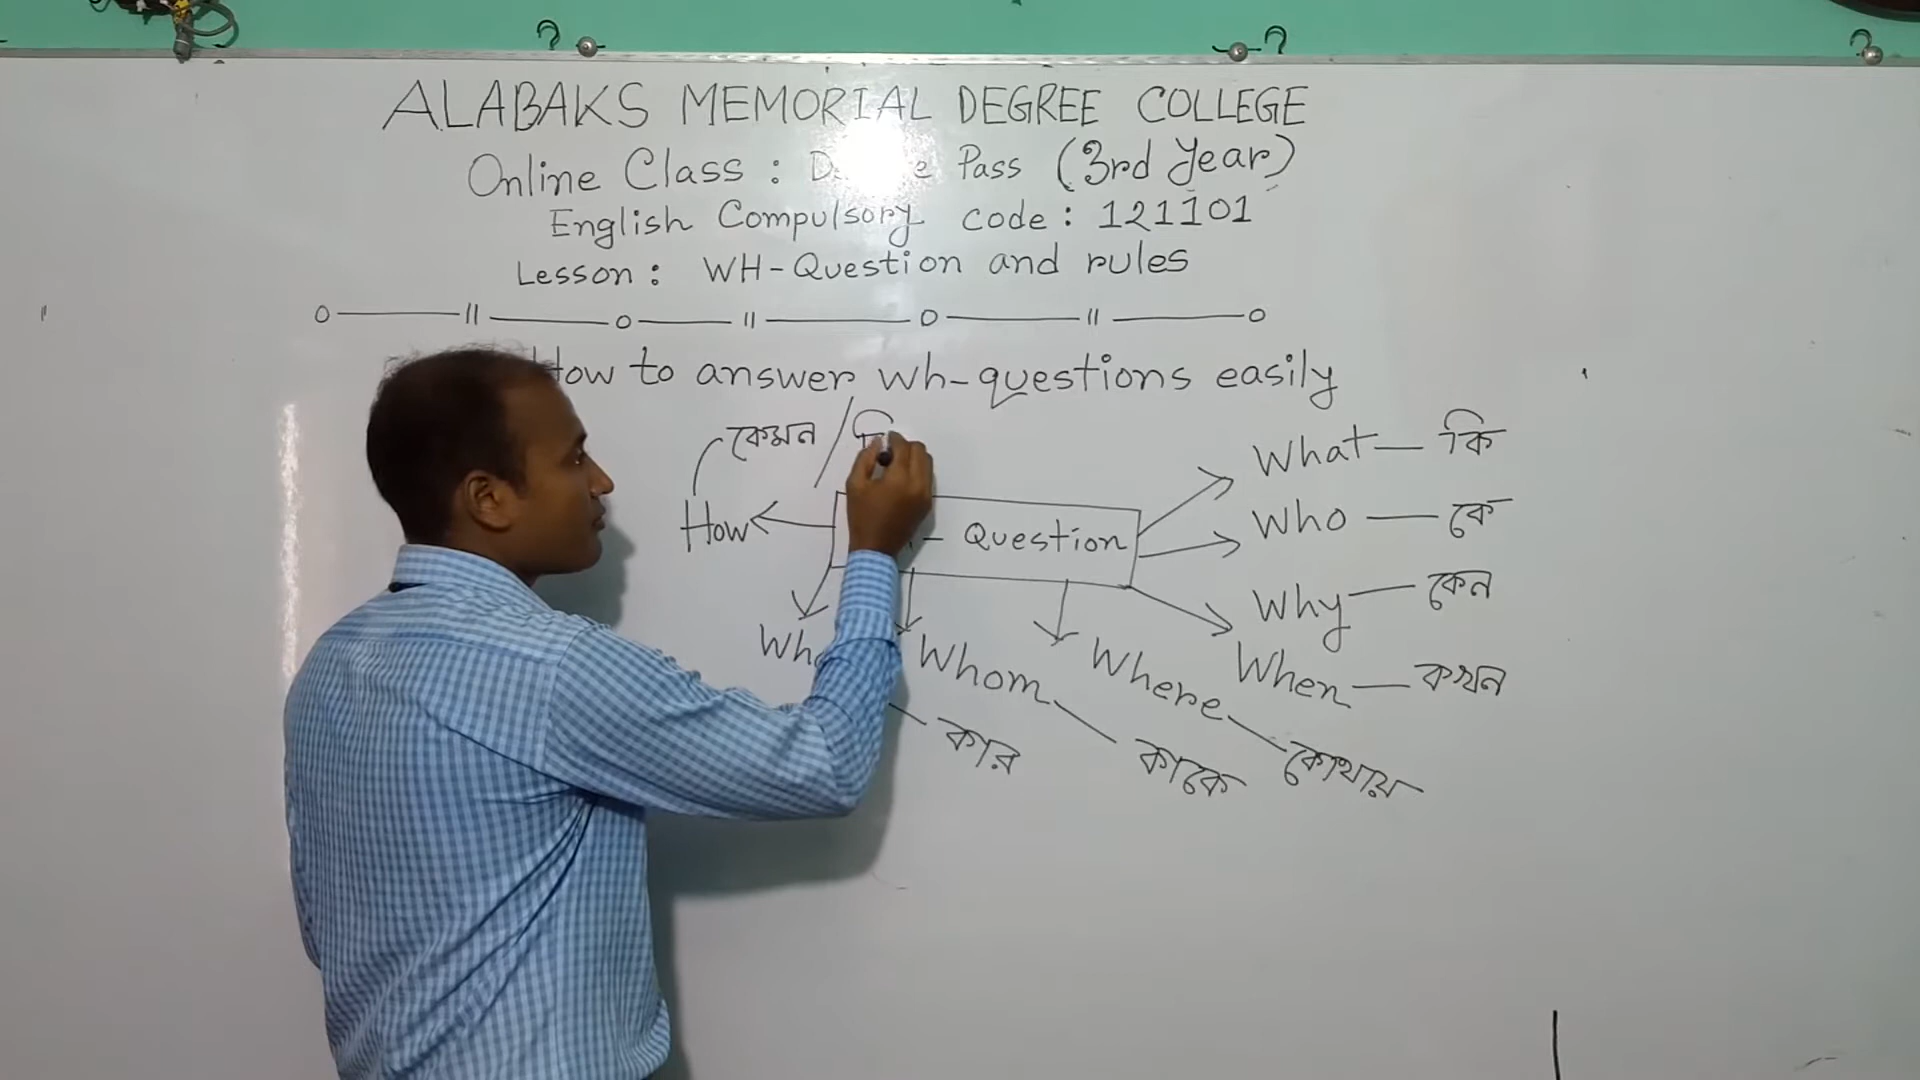 ALABAKS MEMORIAL DEGREE COLLEGE
Online Class : Pass (3rd Year)
English Compulsory code : 121101
Lesson : WH-Question and rules
How to answer wh-questions easily
কেমন /
What — কি
How
- Question
Who — কে
Why — কেন
When — কখন
Whom — কাকে
Where — কোথায়
কার